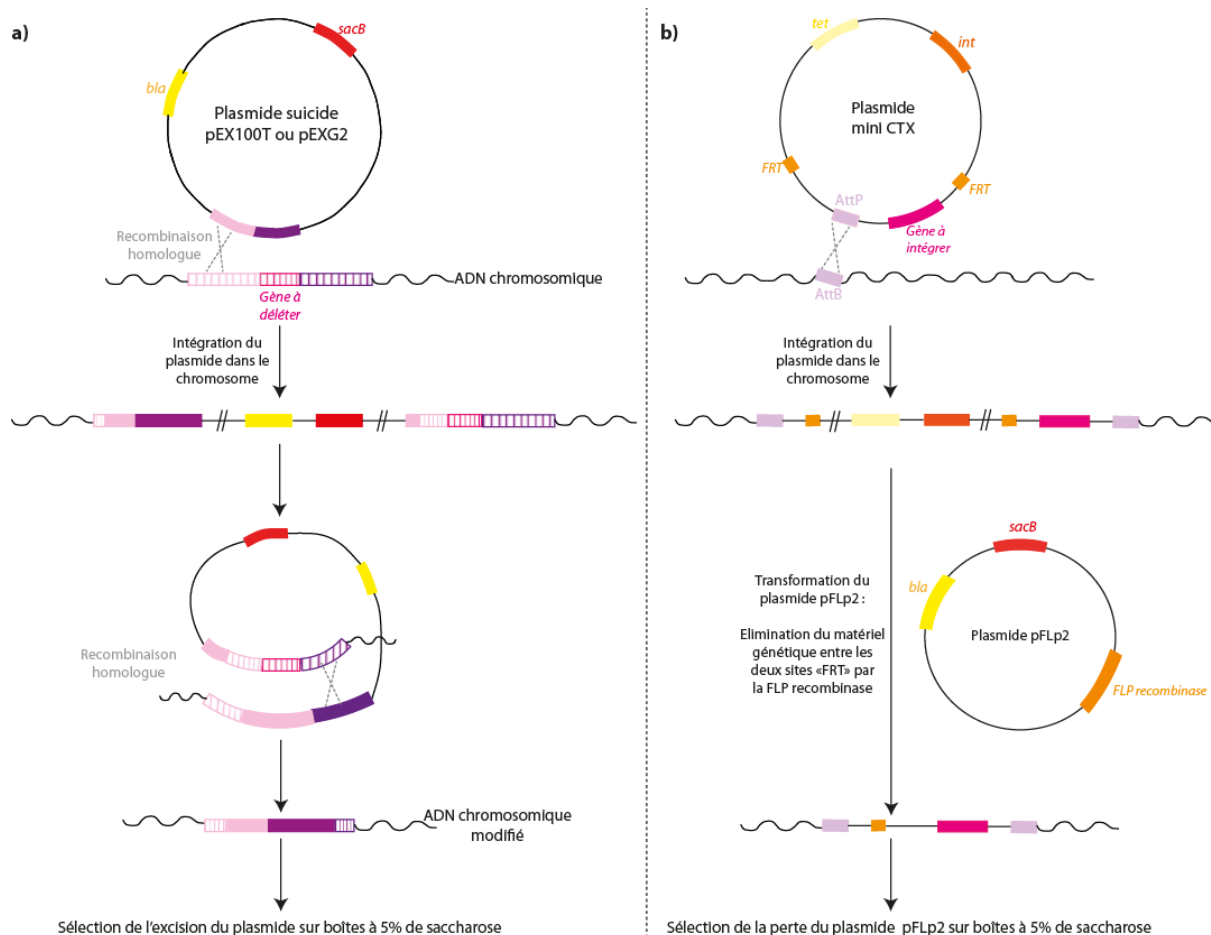 a)
sacB
bla
Plasmide suicide
pEX100T ou pEXG2
Recombinaison
homologue
ADN chromosomique
Gène à
déléter
Intégration du
plasmide dans le
chromosome
Recombinaison
homologue
ADN chromosomique
modifié
Sélection de l'excision du plasmide sur boîtes à 5% de saccharose
b)
tet
int
Plasmide
mini CTX
FRT
FRT
AttP
Gène à
intégrer
AttB
Intégration du
plasmide dans le
chromosome
sacB
bla
Transformation du
plasmide pFLp2 :
Plasmide pFLp2
Elimination du matériel
génétique entre les
deux sites «FRT» par
la FLP recombinase
FLP recombinase
Sélection de la perte du plasmide pFLp2 sur boîtes à 5% de saccharose